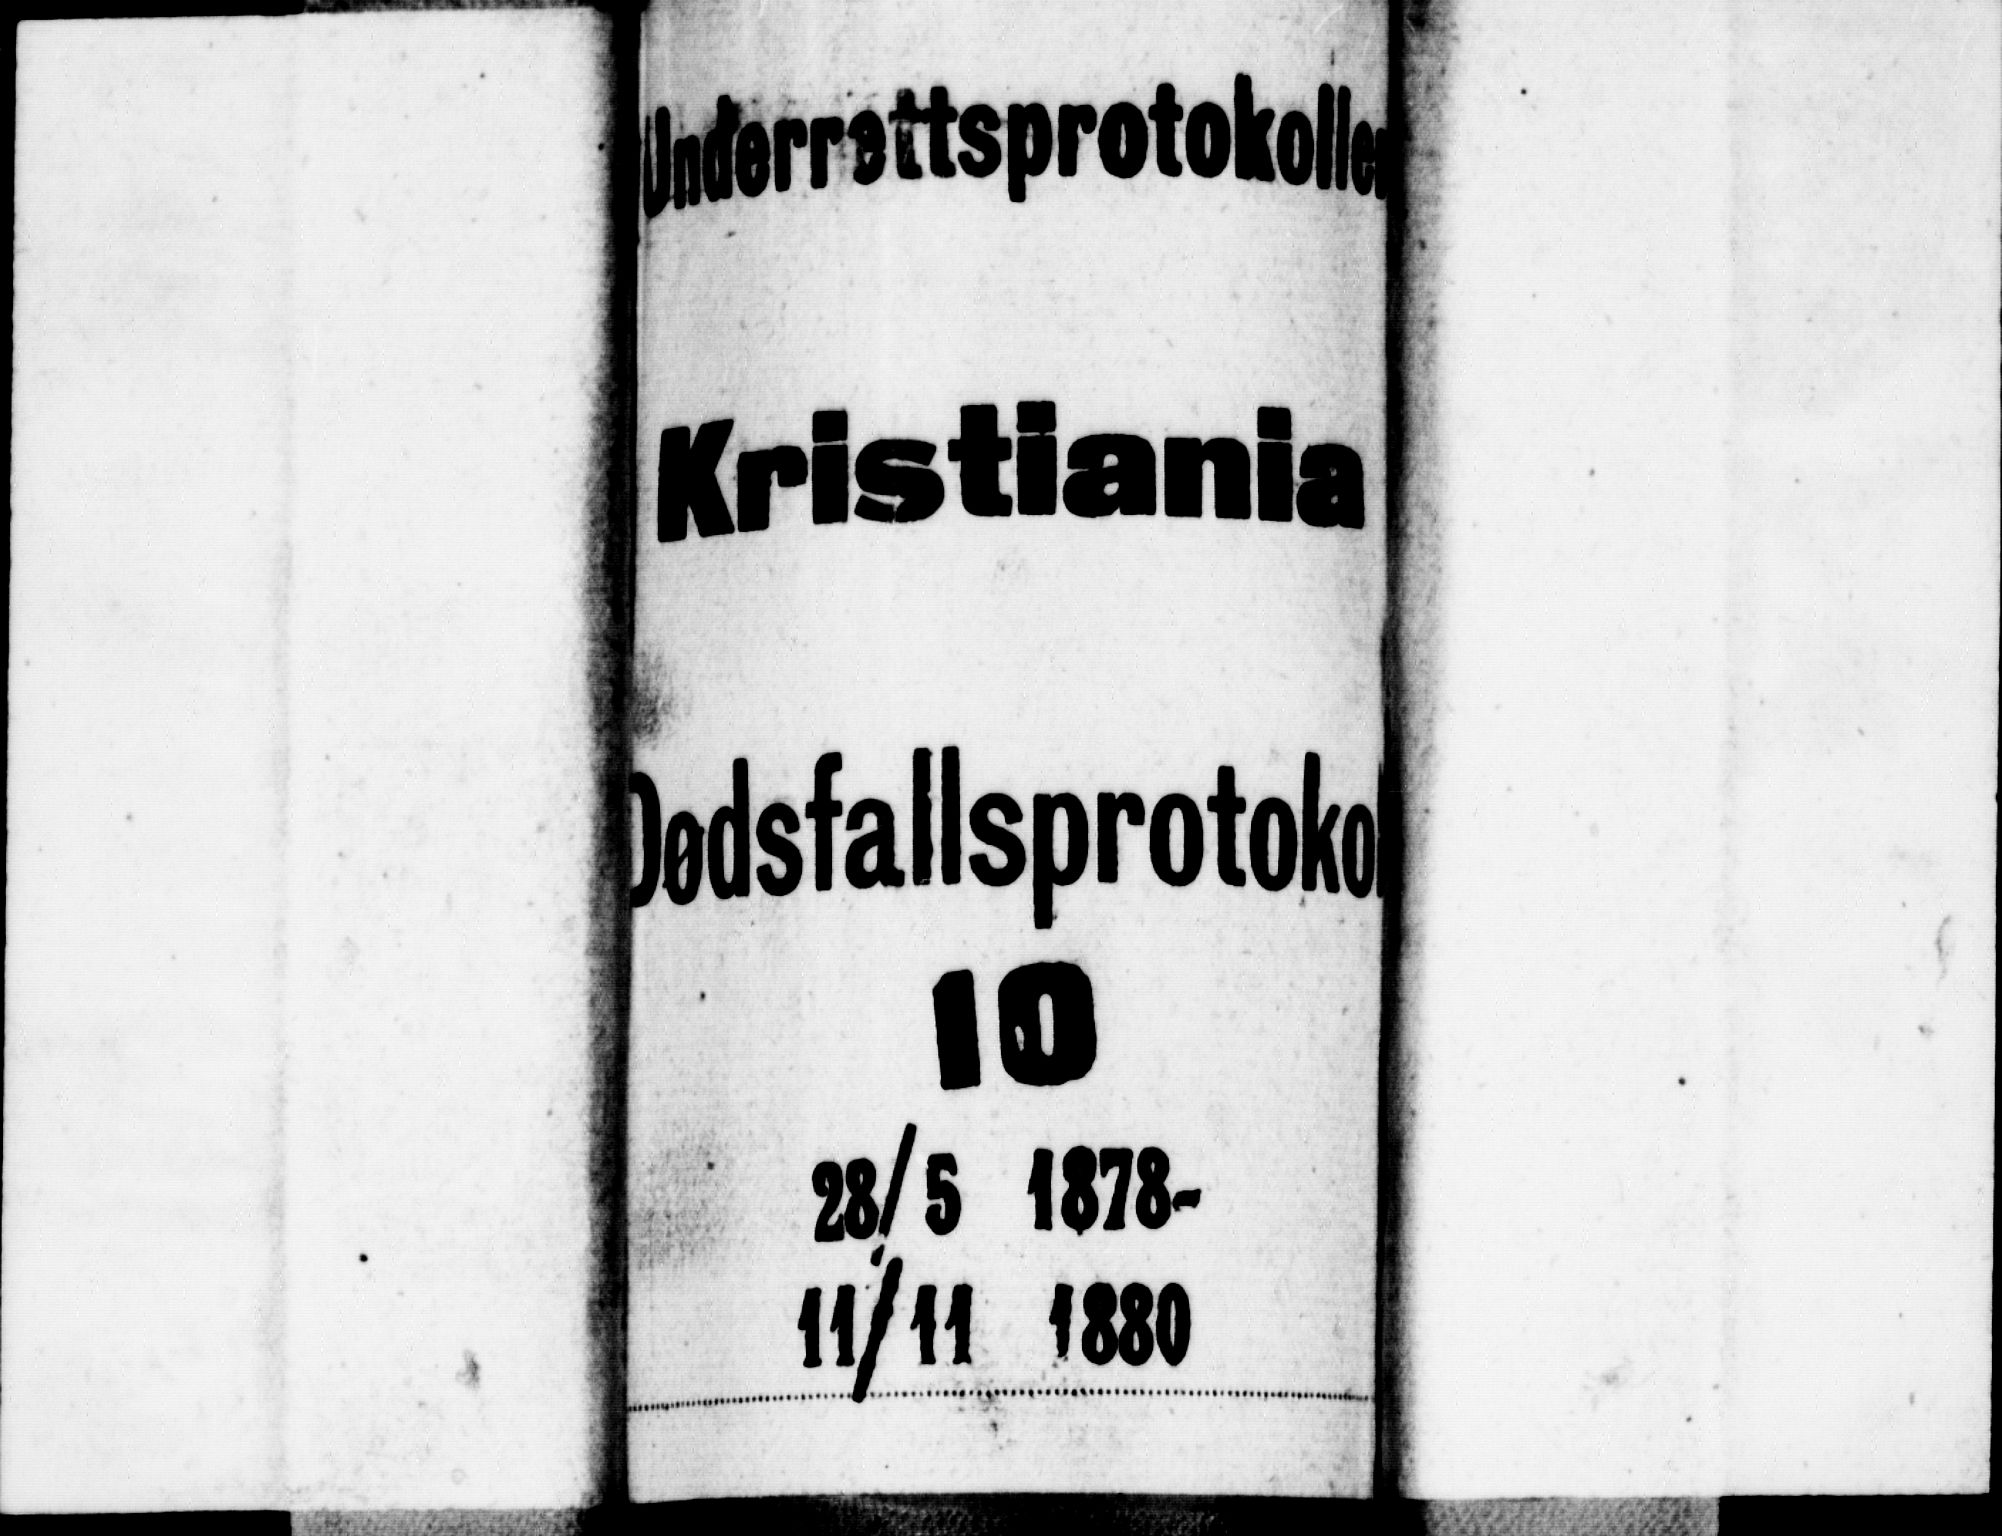 Underrettsprotokoller
Kristiania
Dødsfallsprotokol
10
28/5 1878-
11/11 1880